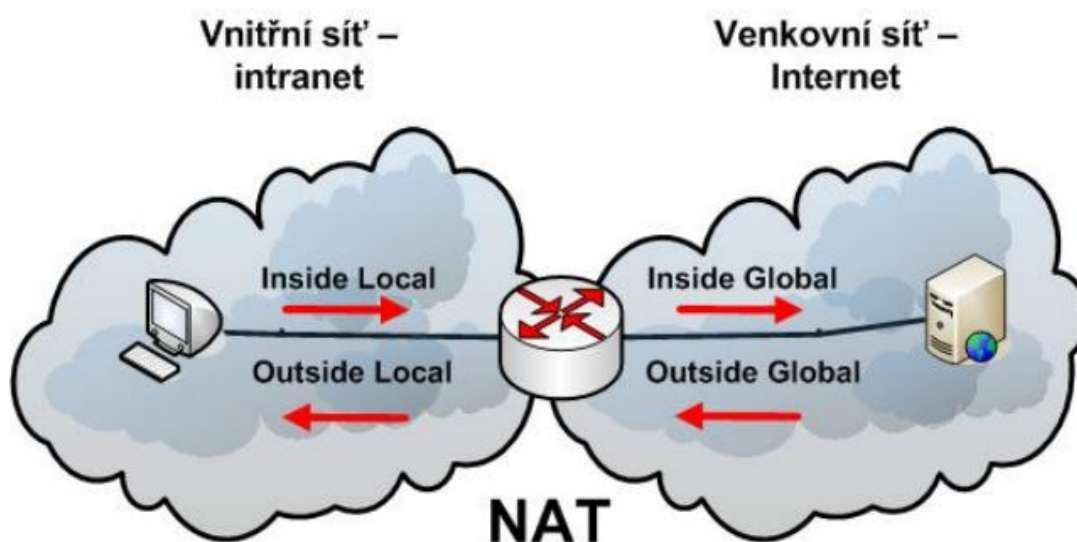 Vnitřní síť –
intranet
Venkovní síť –
Internet
Inside Local
Inside Global
Outside Local
Outside Global
NAT